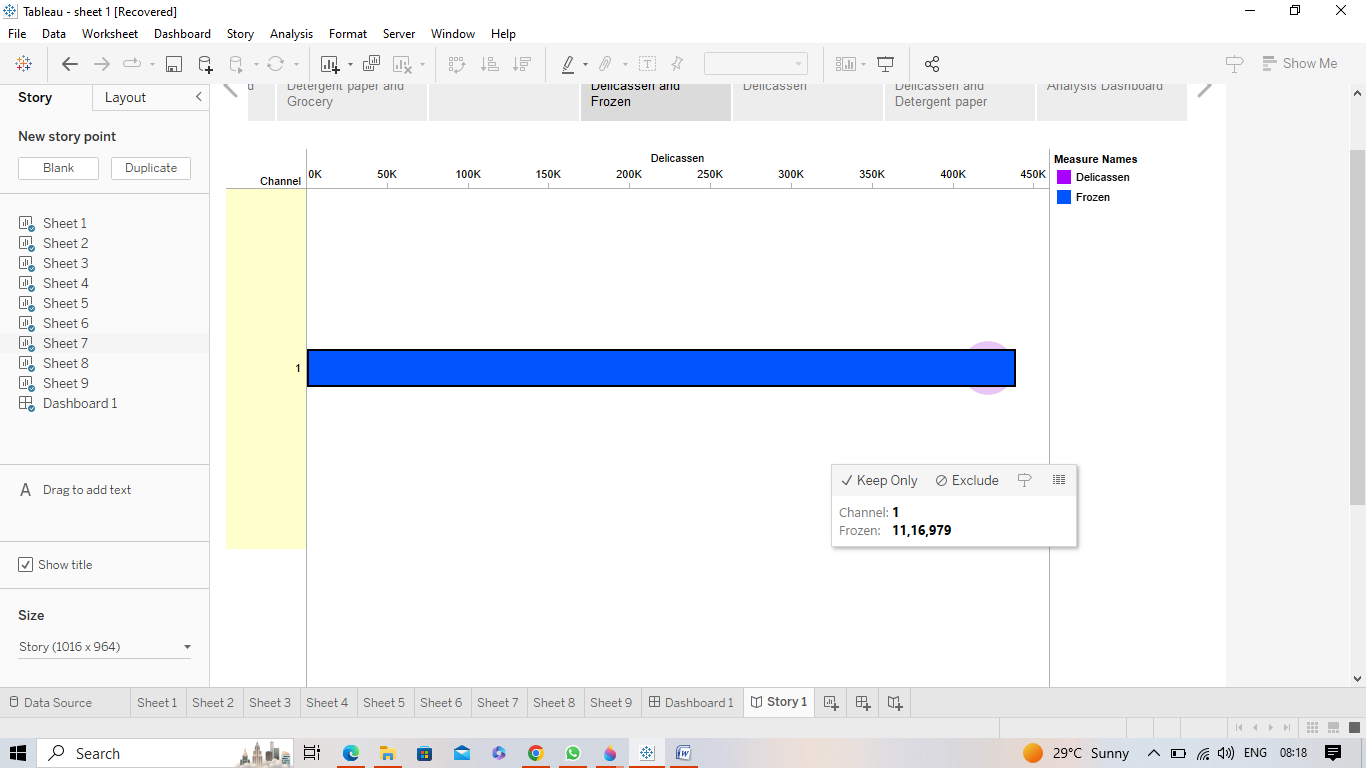 Tableau - sheet 1 [Recovered]
File Data Worksheet Dashboard Story Analysis Format Server Window Help
Show Me
Story Layout
New story point
Blank Duplicate
Sheet 1
Sheet 2
Sheet 3
Sheet 4
Sheet 5
Sheet 6
Sheet 7
Sheet 8
Sheet 9
Dashboard 1
A Drag to add text
Show title
Size
Story (1016 x 964)
d
Detergent paper and
Grocery
Delicassen and
Frozen
Delicassen
Delicassen and
Detergent paper
Analysis Dashboard
Delicassen
Channel 0K 50K 100K 150K 200K 250K 300K 350K 400K 450K
1
Measure Names
Delicassen
Frozen
Keep Only Exclude
Channel: 1
Frozen: 11,16,979
Data Source Sheet 1 Sheet 2 Sheet 3 Sheet 4 Sheet 5 Sheet 6 Sheet 7 Sheet 8 Sheet 9 Dashboard 1 Story 1
Search 29°C Sunny ENG 08:18